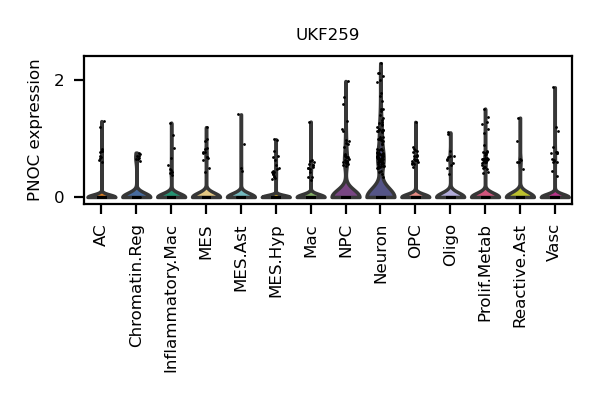 UKF259
PNOC expression
2
0
AC
Chromatin.Reg
Inflammatory.Mac
MES
MES.Ast
MES.Hyp
Mac
NPC
Neuron
OPC
Oligo
Prolif.Metab
Reactive.Ast
Vasc